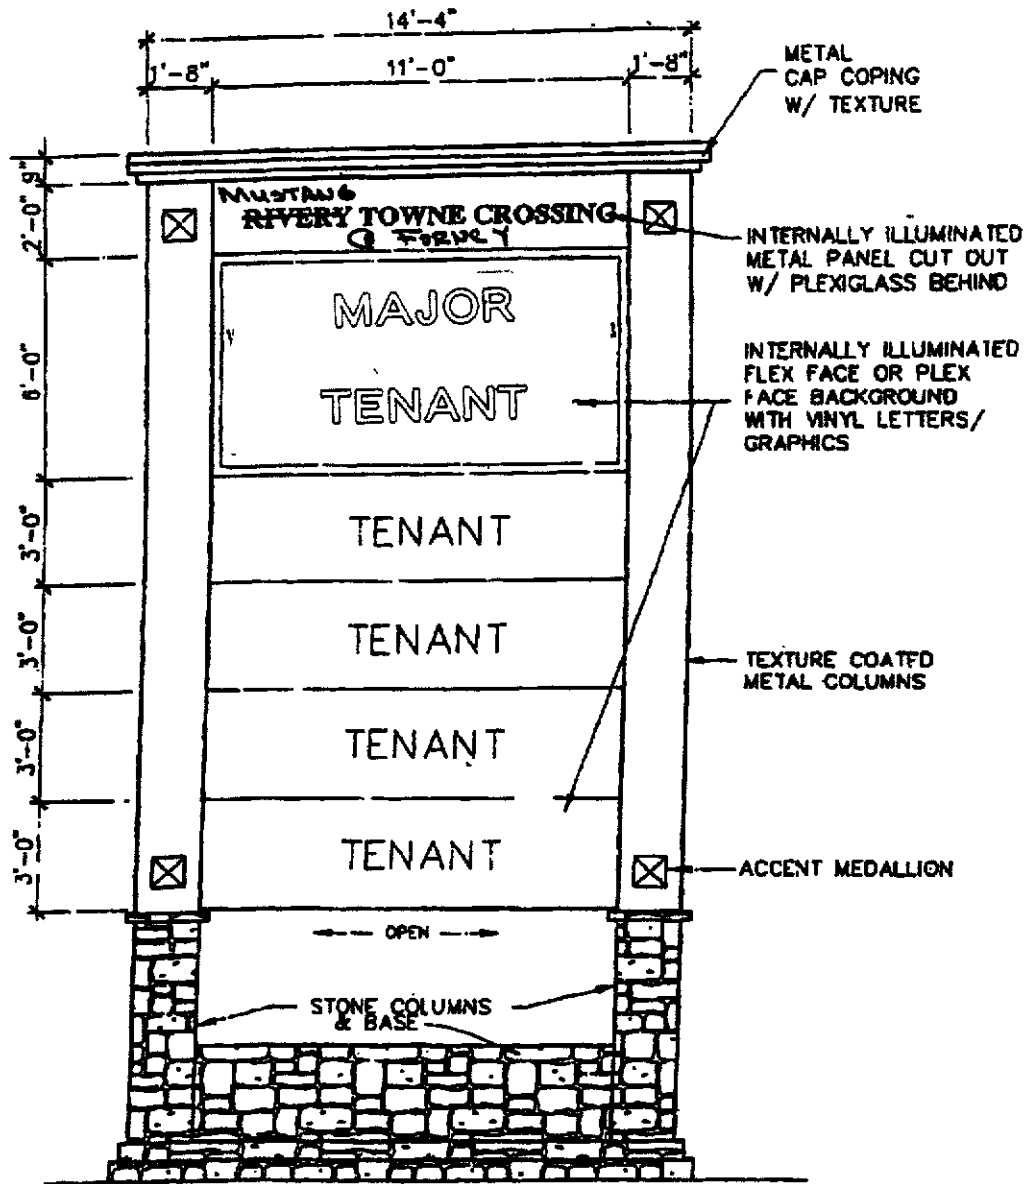 14'-4"
1'-8"
11'-0"
1'-8"
METAL
CAP COPING
W/ TEXTURE
9"
2'-0"
6'-0"
3'-0"
3'-0"
3'-0"
3'-0"
MUSTANG
RIVERY TOWNE CROSSING
@ FORNEY
INTERNALLY ILLUMINATED
METAL PANEL CUT OUT
W/ PLEXIGLASS BEHIND
MAJOR
TENANT
INTERNALLY ILLUMINATED
FLEX FACE OR PLEX
FACE BACKGROUND
WITH VINYL LETTERS/
GRAPHICS
TENANT
TENANT
TENANT
TENANT
TEXTURE COATED
METAL COLUMNS
ACCENT MEDALLION
OPEN
STONE COLUMNS
& BASE